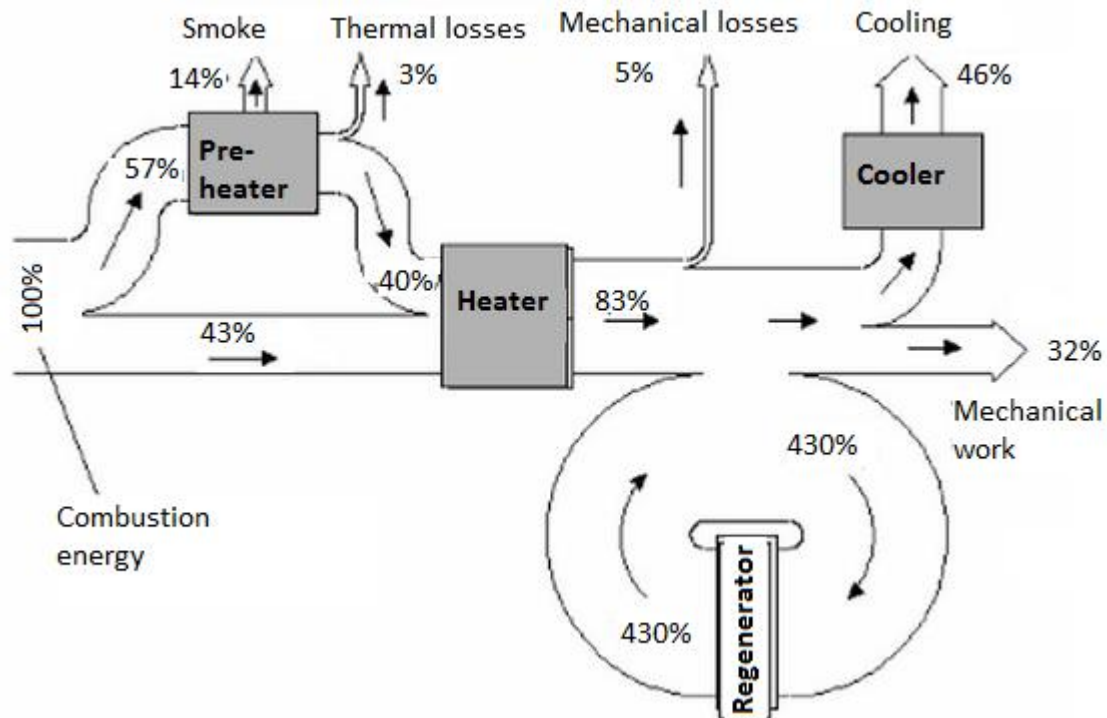 Smoke
Thermal losses
Mechanical losses
Cooling
14%
3%
5%
46%
Pre-
heater
57%
Cooler
100%
40%
Heater
83%
43%
32%
Mechanical
work
430%
Combustion
energy
430%
Regenerator